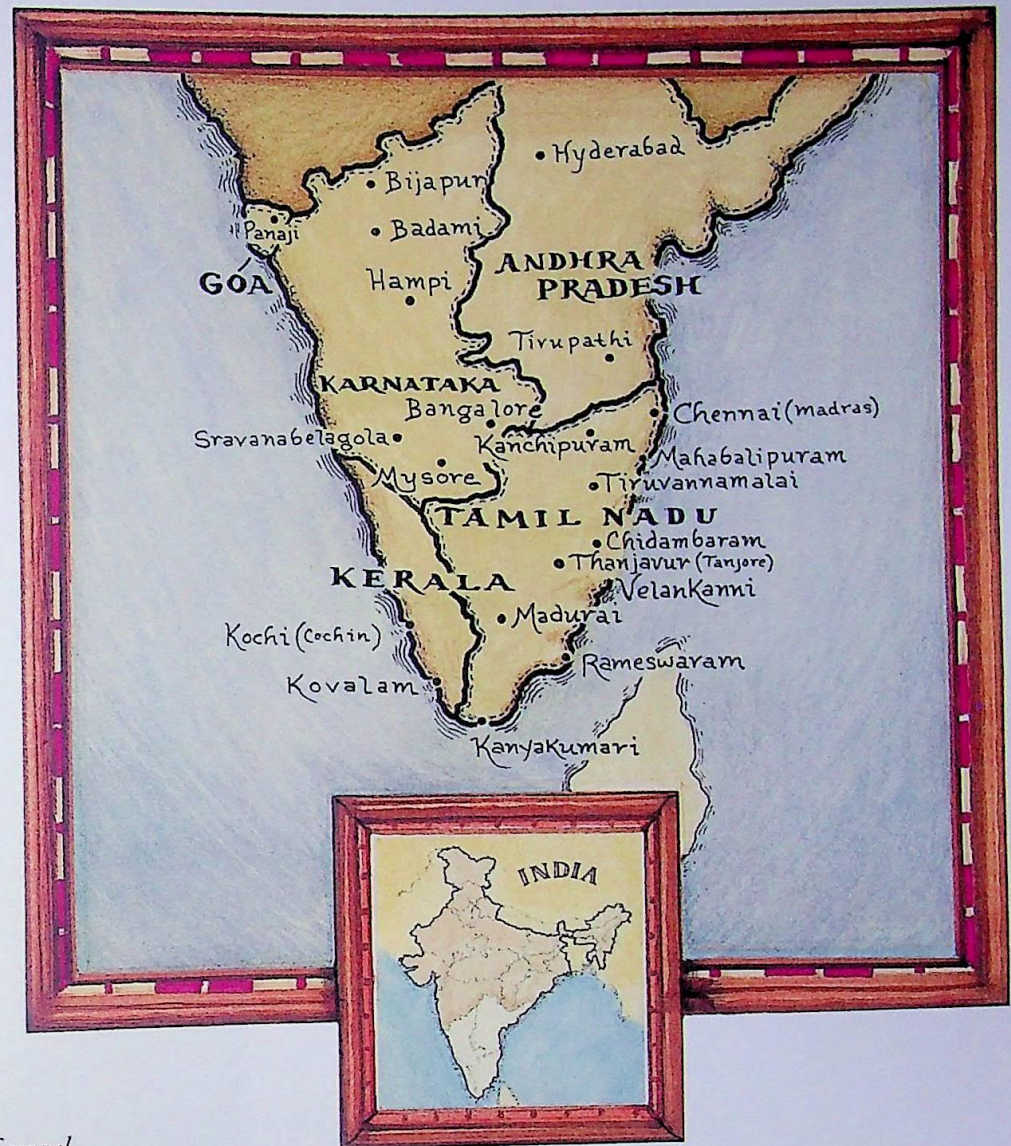 Hyderabad
Bijapur
Panaji
Badami
GOA
ANDHRA
PRADESH
Hampi
Tirupathi
KARNATAKA
Bangalore
Chennai (Madras)
Sravanabelagola
Kanchipuram
Mahabalipuram
Mysore
Tiruvannamalai
TAMIL NADU
Chidambaram
Thanjavur (Tanjore)
KERALA
Velankanni
Madurai
Kochi (Cochin)
Rameswaram
Kovalam
Kanyakumari
INDIA